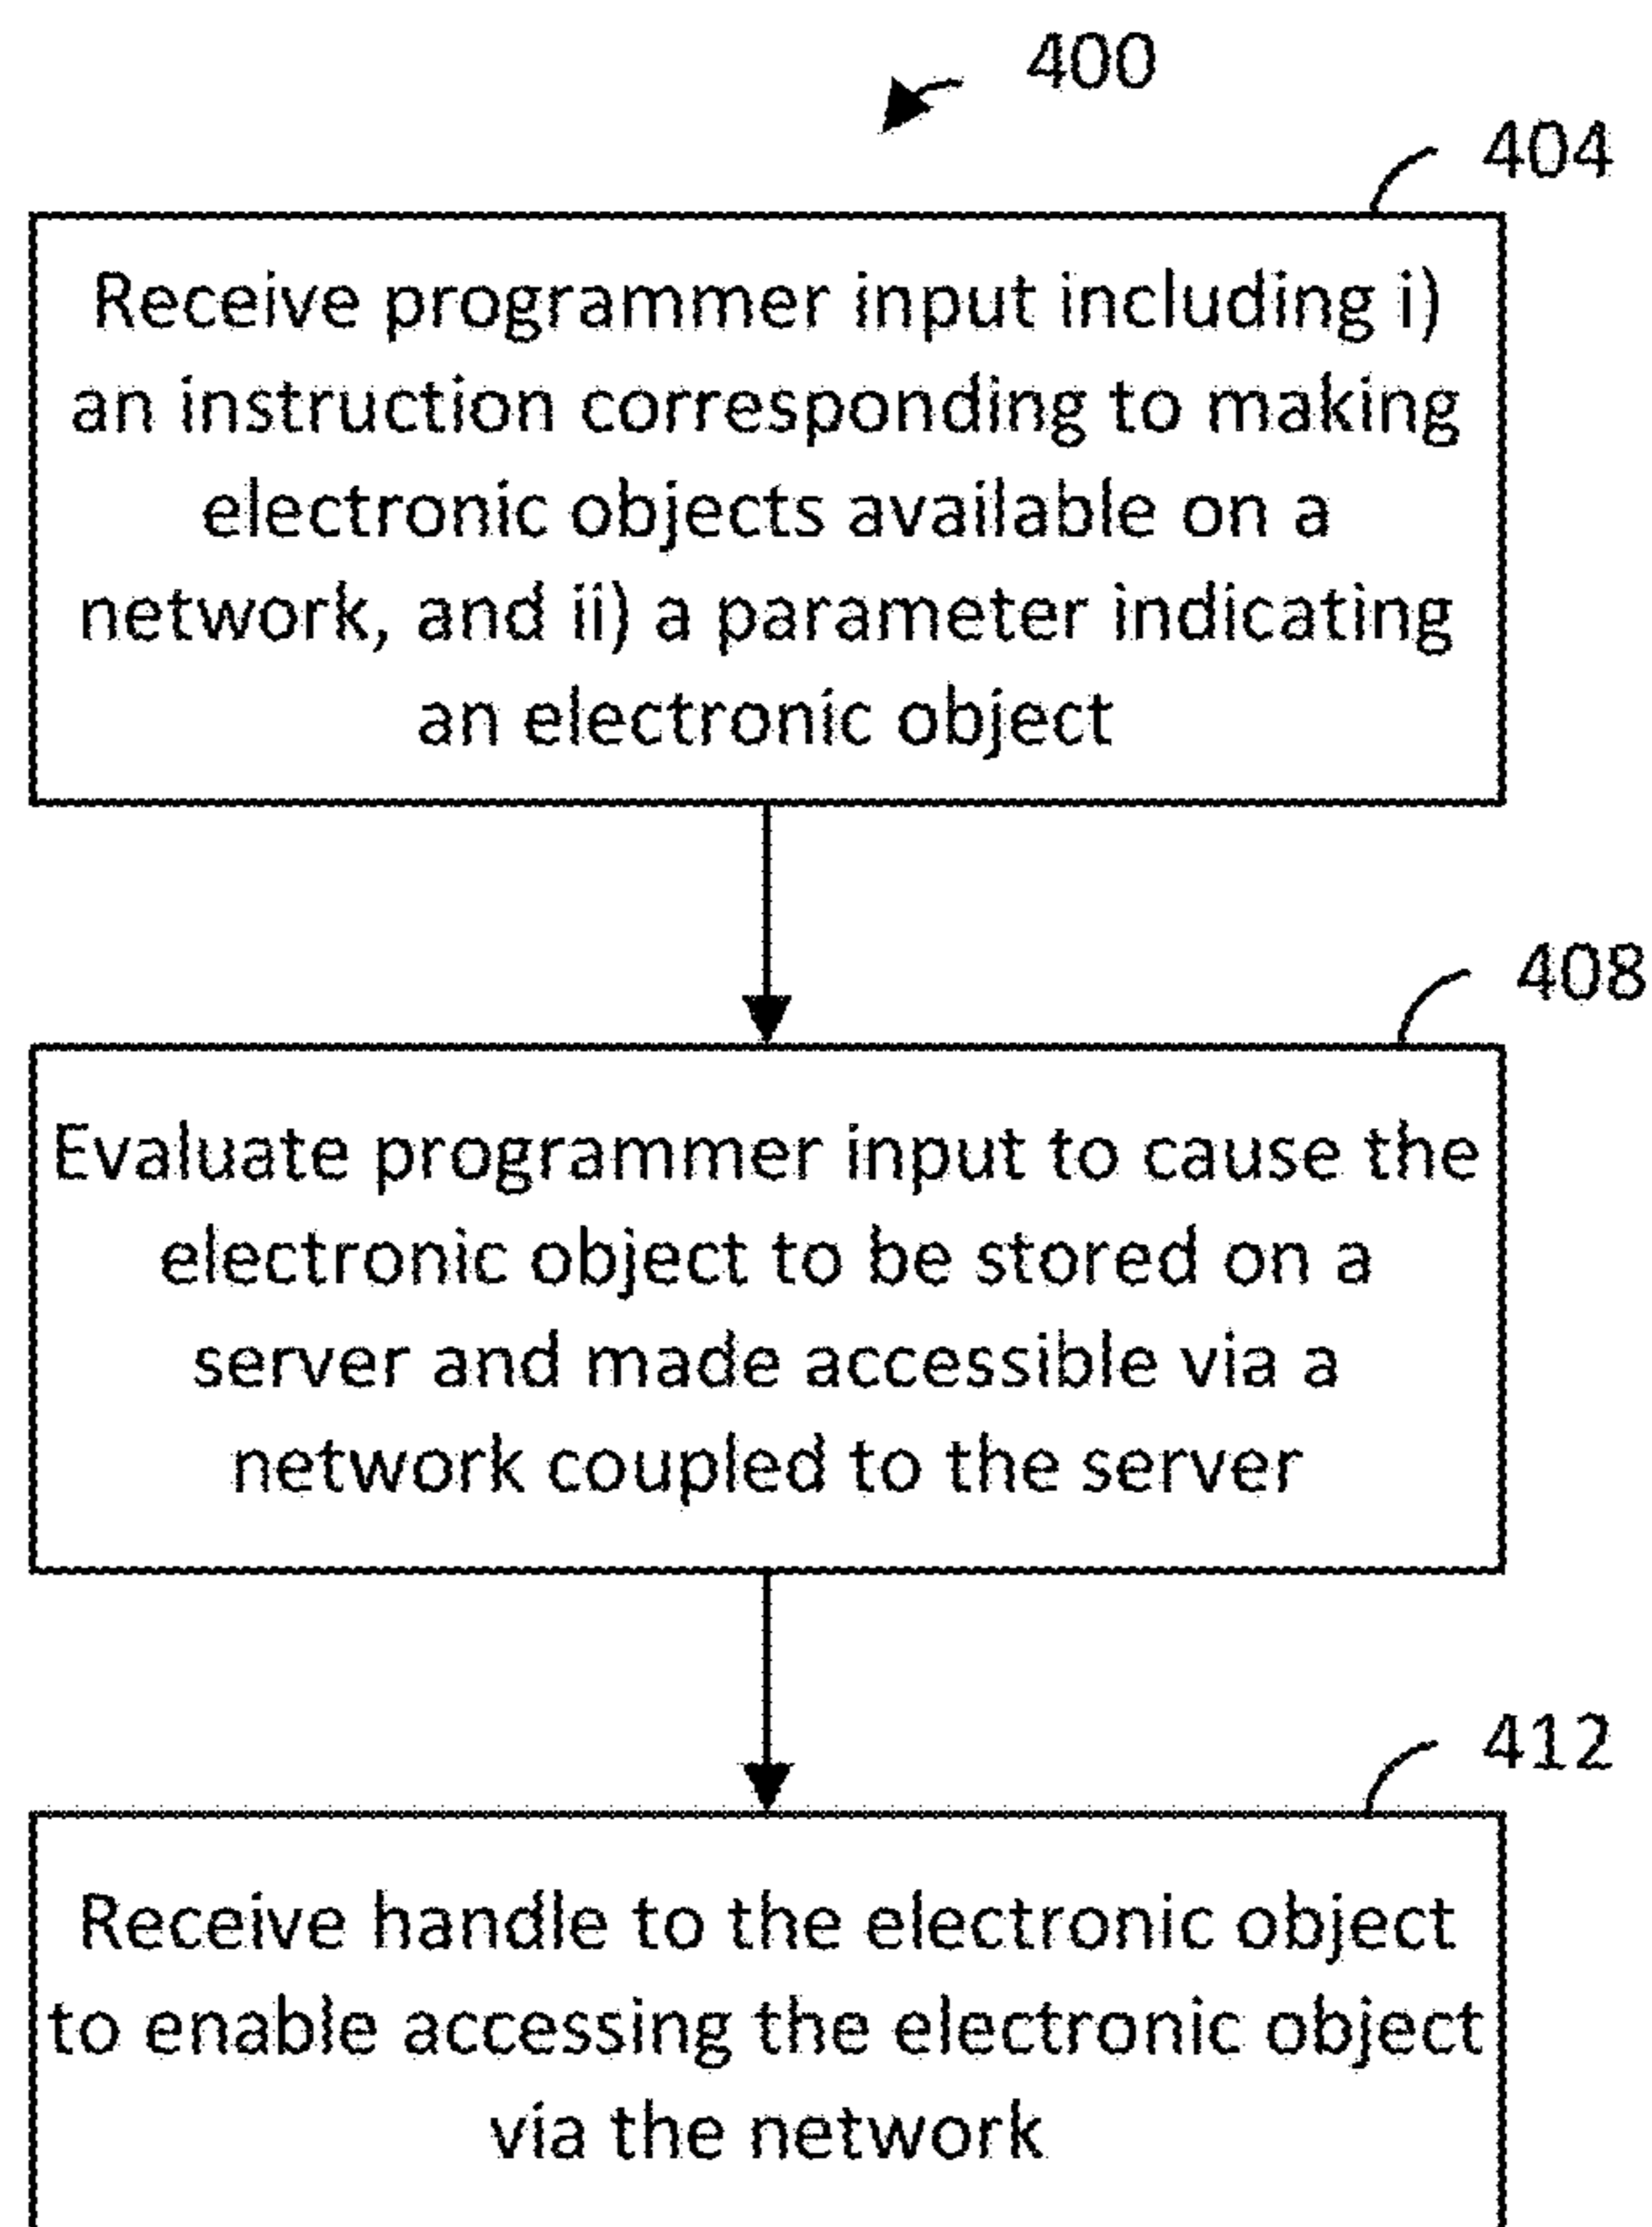 400
404
Receive programmer input including i)
an instruction corresponding to making
electronic objects available on a
network, and ii) a parameter indicating
an electronic object
408
Evaluate programmer input to cause the
electronic object to be stored on a
server and made accessible via a
network coupled to the server
412
Receive handle to the electronic object
to enable accessing the electronic object
via the network